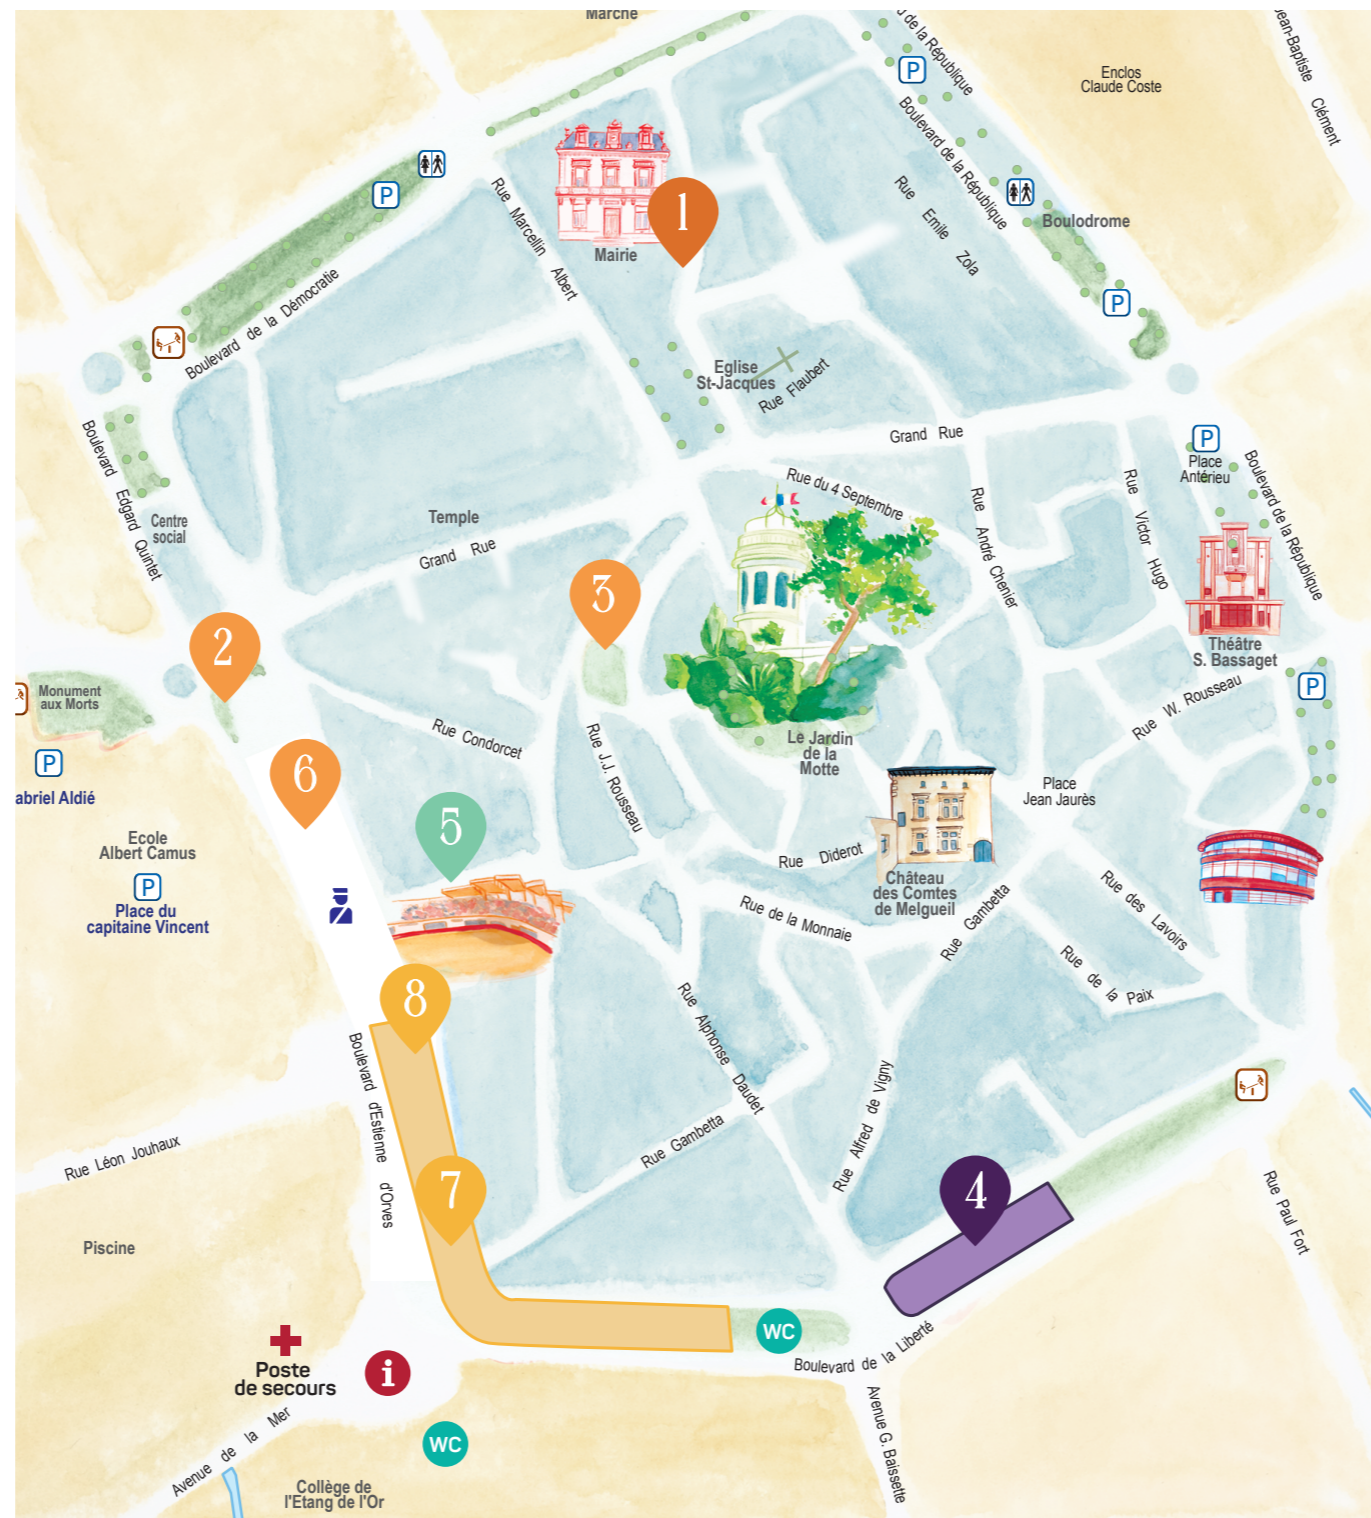 Marché
d de la République
P
Enclos
Claude Coste
Jean-Baptiste Clément
Boulevard de la République
Rue Marcellin Albert
P
1
Mairie
Rue Emile Zola
Boulodrome
P
Boulevard de la Démocratie
Eglise
St-Jacques
Rue Flaubert
Grand Rue
P
Place
Antérieu
Boulevard de la République
Boulevard Edgard Quintet
Centre
social
Temple
Grand Rue
Rue du 4 Septembre
Rue André Chenier
Rue Victor Hugo
3
2
Théâtre
S. Bassaget
Monument
aux Morts
P
Rue W. Rousseau
Rue Condorcet
Rue J.J. Rousseau
Le Jardin
de la
Motte
P
abriel Aldié
6
5
Place
Jean Jaurès
Ecole
Albert Camus
P
Place du
capitaine Vincent
Rue Diderot
Château
des Comtes
de Melgueil
Rue de la Monnaie
Rue Gambetta
Rue des Lavoirs
Rue de la Paix
8
Rue Alphonse Daudet
Boulevard d'Estienne d'Orves
Rue Alfred de Vigny
Rue Gambetta
Rue Léon Jouhaux
7
4
Rue Paul Fort
Piscine
WC
Boulevard de la Liberté
Poste
de secours
i
Avenue de la Mer
WC
Avenue G. Baissette
Collège de
l'Etang de l'Or